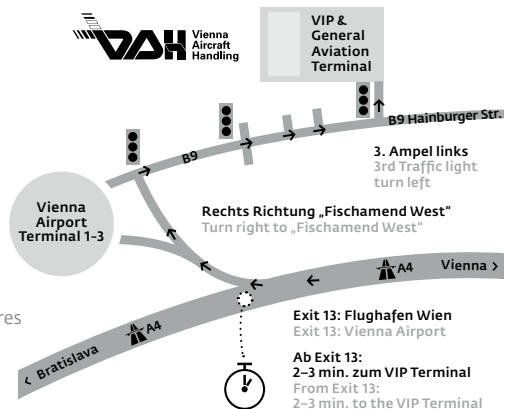 VAH
Vienna
Aircraft
Handling
VIP &
General
Aviation
Terminal
B9 Hainburger Str.
B9
3. Ampel links
3rd Traffic light
turn left
Vienna
Airport
Terminal 1-3
Rechts Richtung „Fischamend West“
Turn right to „Fischamend West“
A4 Vienna >
res
A4
< Bratislava
Exit 13: Flughafen Wien
Exit 13: Vienna Airport
Ab Exit 13:
2–3 min. zum VIP Terminal
From Exit 13:
2–3 min. to the VIP Terminal